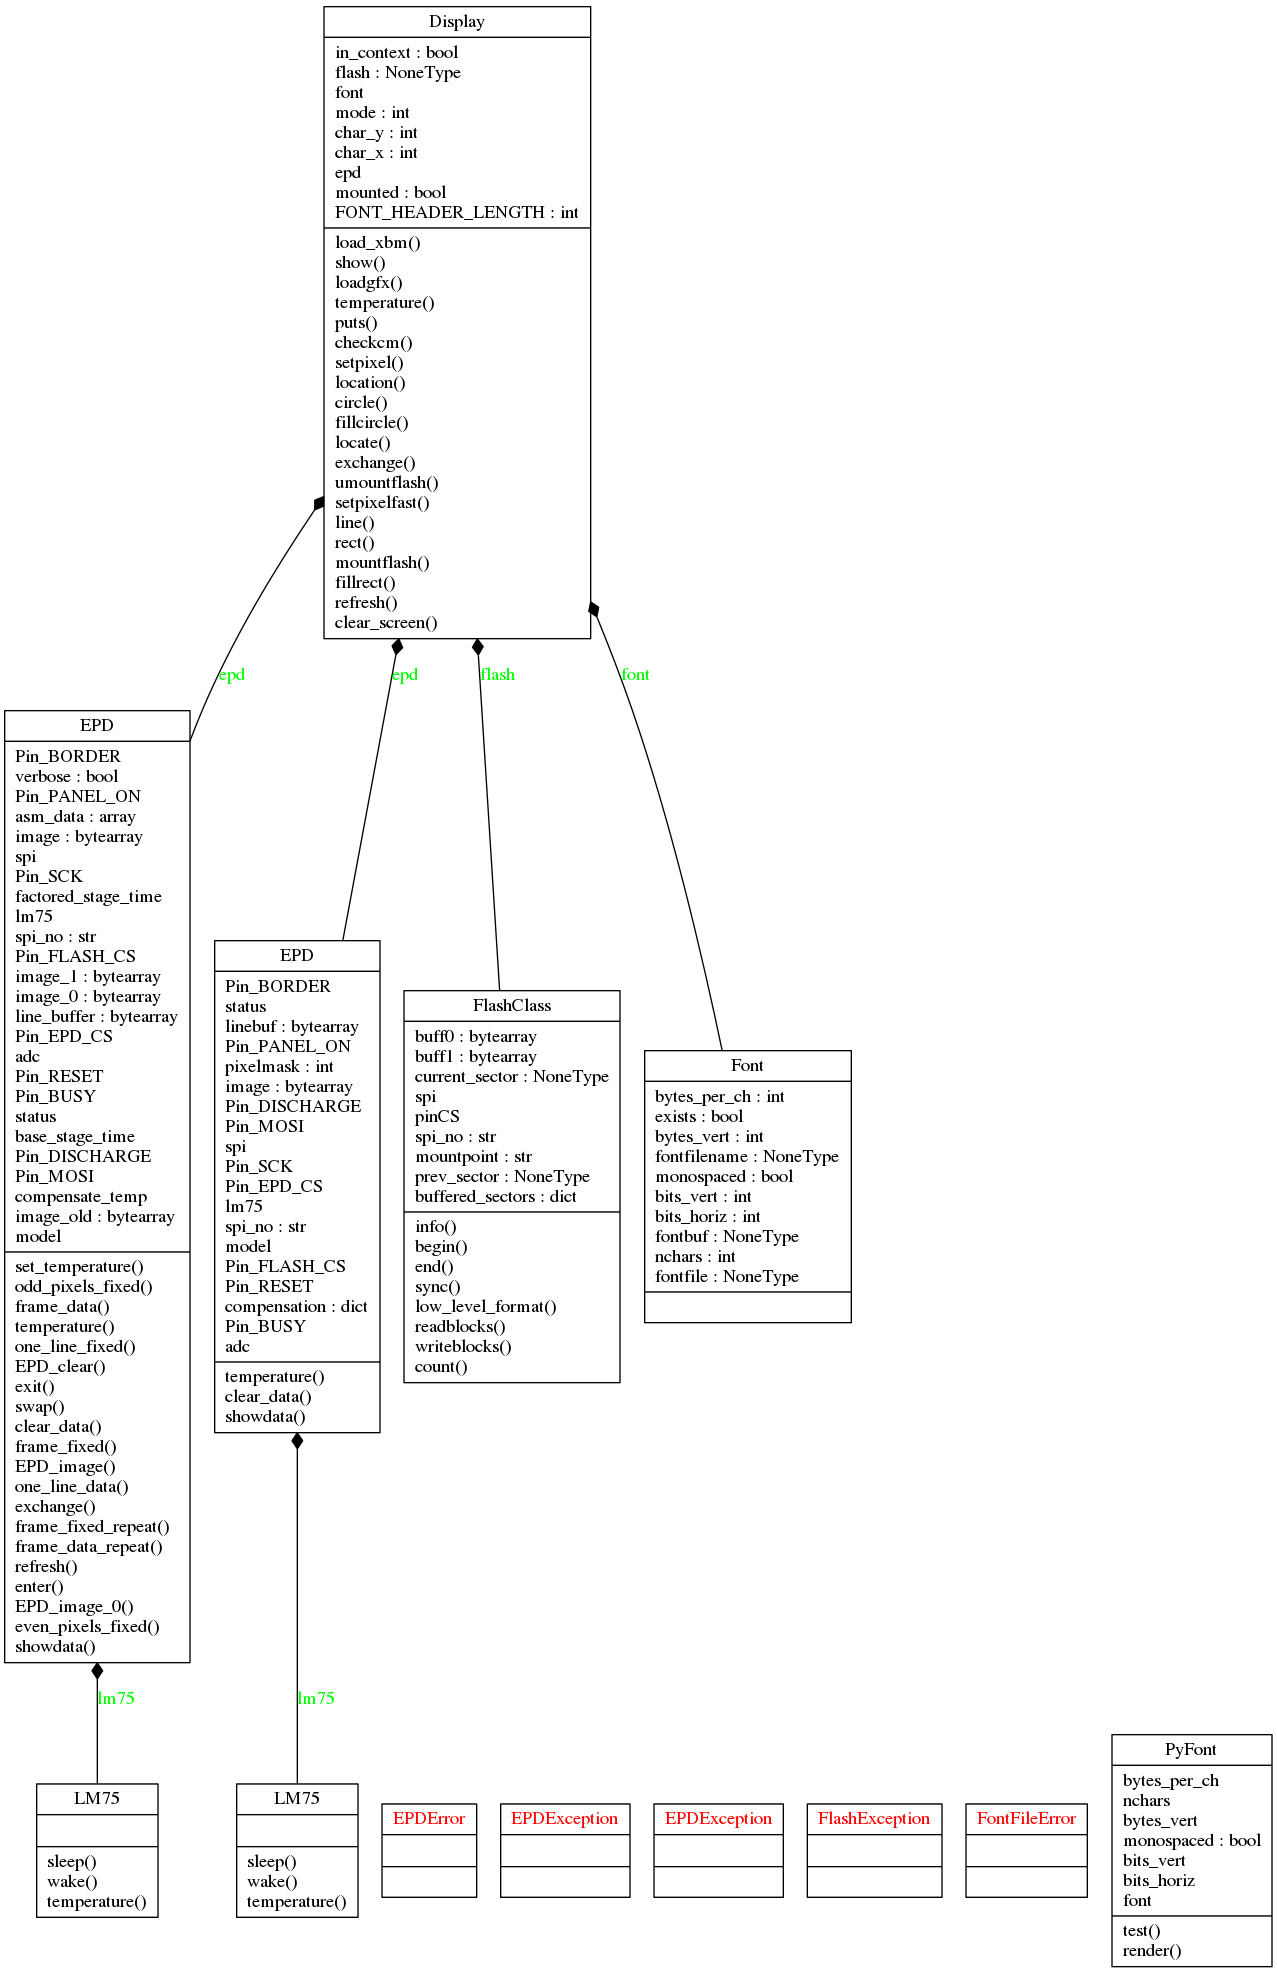 Display
in_context : bool
flash : NoneType
font
mode : int
char_y : int
char_x : int
epd
mounted : bool
FONT_HEADER_LENGTH : int
load_xbm()
show()
loadgfx()
temperature()
puts()
checkcm()
setpixel()
location()
circle()
fillcircle()
locate()
exchange()
umountflash()
setpixelfast()
line()
rect()
mountflash()
fillrect()
refresh()
clear_screen()
epd
epd
flash
font
EPD
Pin_BORDER
verbose : bool
Pin_PANEL_ON
asm_data : array
image : bytearray
spi
Pin_SCK
factored_stage_time
lm75
spi_no : str
Pin_FLASH_CS
image_1 : bytearray
image_0 : bytearray
line_buffer : bytearray
Pin_EPD_CS
adc
Pin_RESET
Pin_BUSY
status
base_stage_time
Pin_DISCHARGE
Pin_MOSI
compensate_temp
image_old : bytearray
model
set_temperature()
odd_pixels_fixed()
frame_data()
temperature()
one_line_fixed()
EPD_clear()
exit()
swap()
clear_data()
frame_fixed()
EPD_image()
one_line_data()
exchange()
frame_fixed_repeat()
frame_data_repeat()
refresh()
enter()
EPD_image_0()
even_pixels_fixed()
showdata()
EPD
Pin_BORDER
status
linebuf : bytearray
Pin_PANEL_ON
pixelmask : int
image : bytearray
Pin_DISCHARGE
Pin_MOSI
spi
Pin_SCK
Pin_EPD_CS
lm75
spi_no : str
model
Pin_FLASH_CS
Pin_RESET
compensation : dict
Pin_BUSY
adc
temperature()
clear_data()
showdata()
FlashClass
buff0 : bytearray
buff1 : bytearray
current_sector : NoneType
spi
pinCS
spi_no : str
mountpoint : str
prev_sector : NoneType
buffered_sectors : dict
info()
begin()
end()
sync()
low_level_format()
readblocks()
writeblocks()
count()
Font
bytes_per_ch : int
exists : bool
bytes_vert : int
fontfilename : NoneType
monospaced : bool
bits_vert : int
bits_horiz : int
fontbuf : NoneType
nchars : int
fontfile : NoneType
lm75
lm75
LM75
sleep()
wake()
temperature()
LM75
sleep()
wake()
temperature()
EPDError
EPDException
EPDException
FlashException
FontFileError
PyFont
bytes_per_ch
nchars
bytes_vert
monospaced : bool
bits_vert
bits_horiz
font
test()
render()